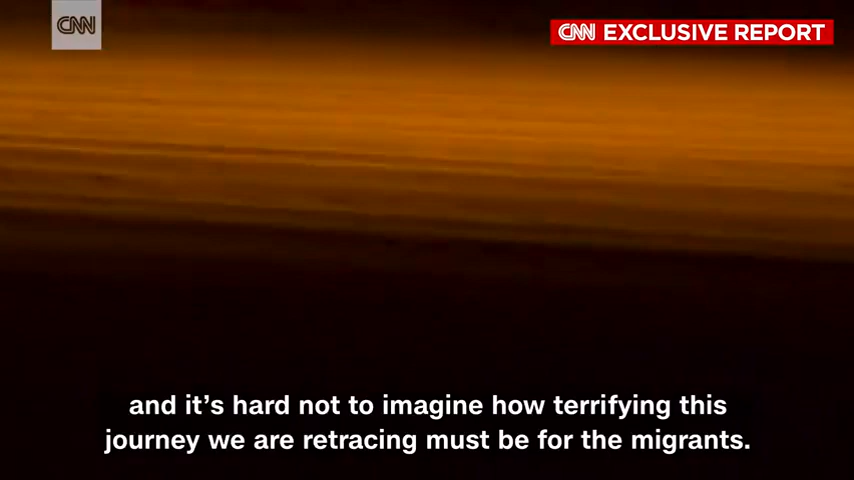 CNN
CNN EXCLUSIVE REPORT
and it's hard not to imagine how terrifying this
journey we are retracing must be for the migrants.